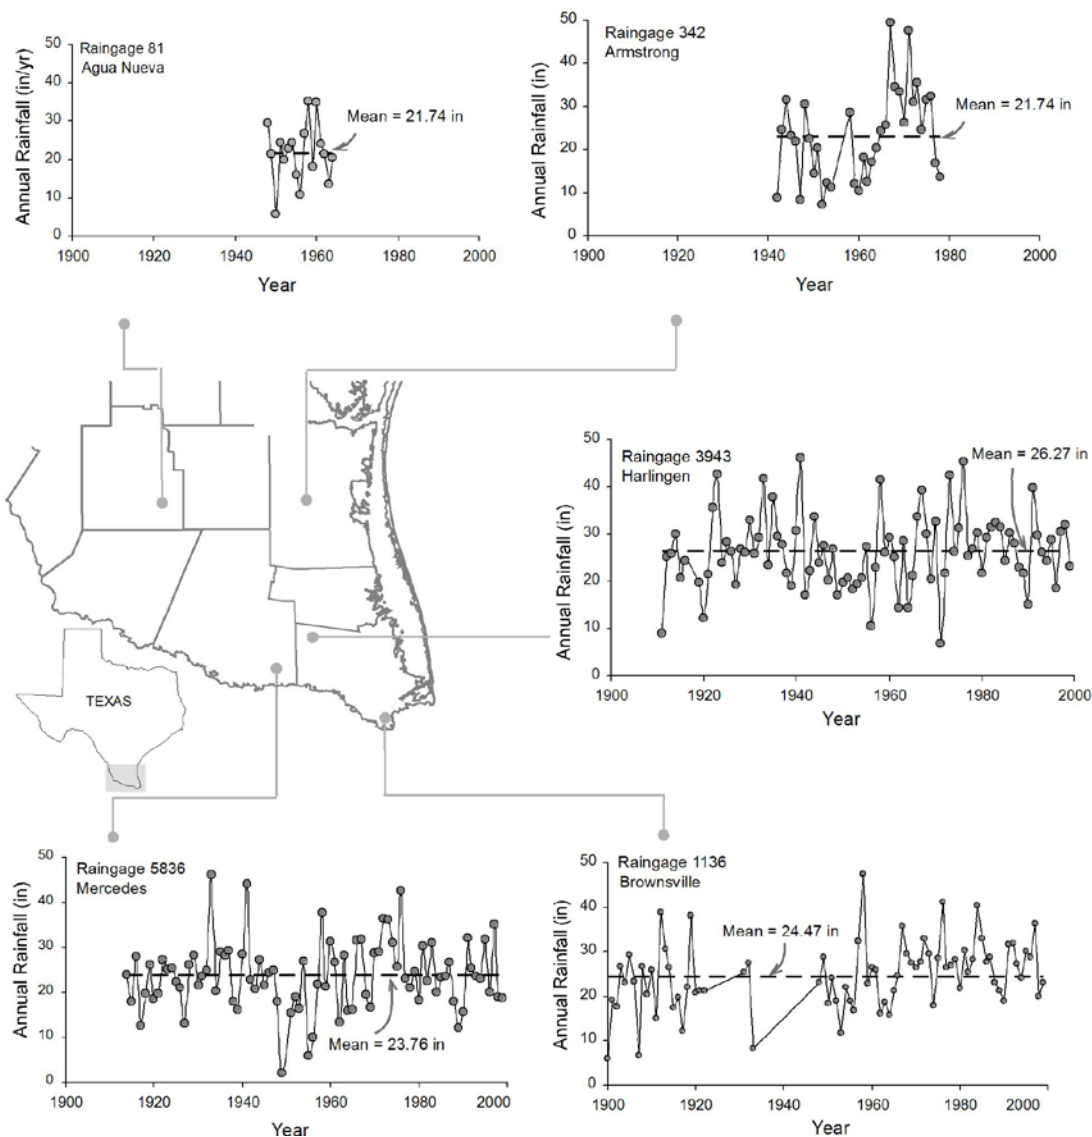 Raingage 81
Agua Nueva
Annual Rainfall (in/yr)
50
40
30
20
10
0
Mean = 21.74 in
1900 1920 1940 1960 1980 2000
Year
Raingage 342
Armstrong
Annual Rainfall (in)
50
40
30
20
10
0
Mean = 21.74 in
1900 1920 1940 1960 1980 2000
Year
Raingage 3943
Harlingen
Annual Rainfall (in)
50
40
30
20
10
0
Mean = 26.27 in
1900 1920 1940 1960 1980 2000
Year
TEXAS
Raingage 5836
Mercedes
Annual Rainfall (in)
50
40
30
20
10
0
Mean = 23.76 in
1900 1920 1940 1960 1980 2000
Year
Raingage 1136
Brownsville
Annual Rainfall (in)
50
40
30
20
10
0
Mean = 24.47 in
1900 1920 1940 1960 1980 2000
Year